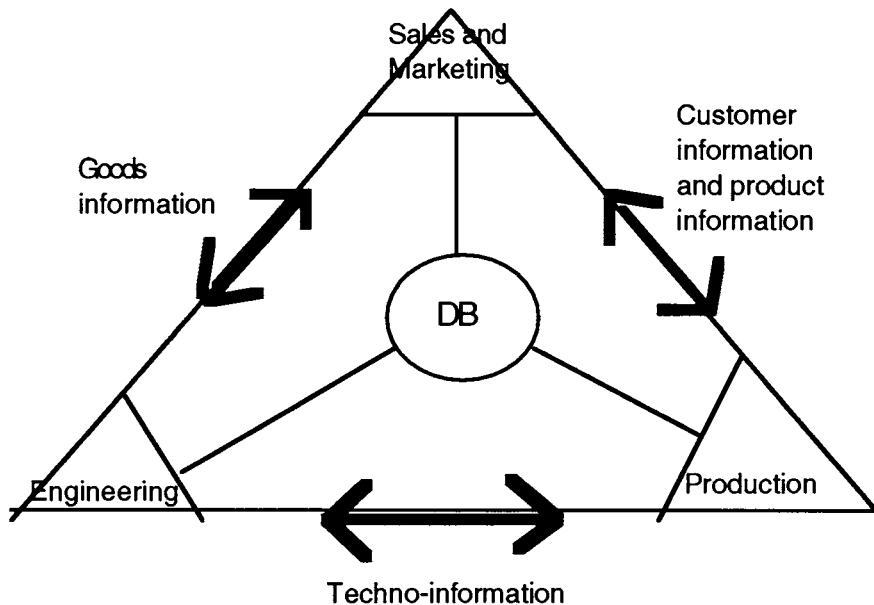 Sales and
Marketing
Customer
information
and product
information
Goods
information
DB
Engineering
Production
Techno-information